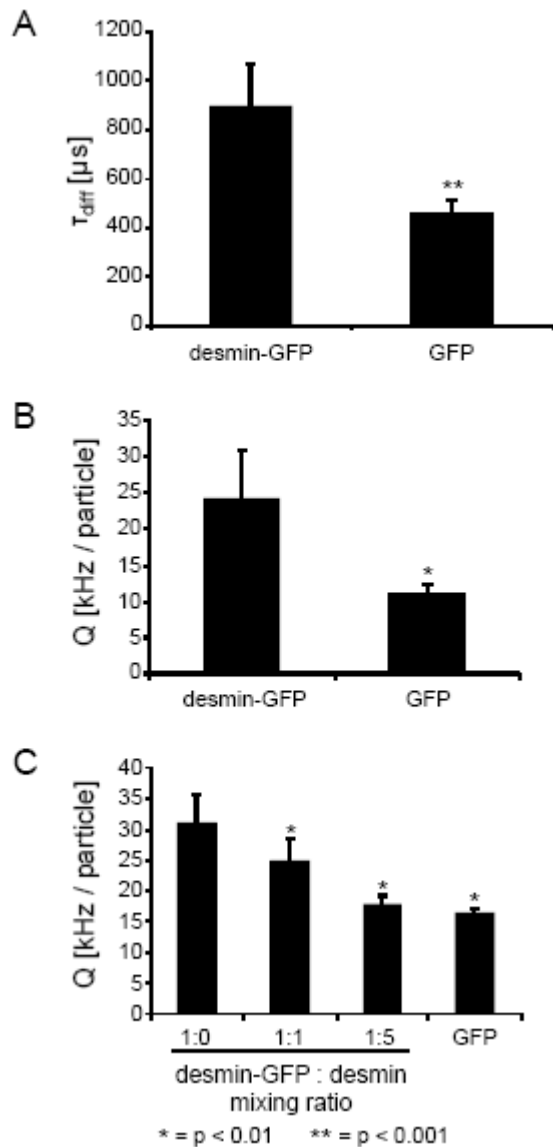 A
τdiff [µs]
1200
1000
800
600
400
200
0
**
desmin-GFP GFP
B
Q [kHz / particle]
35
30
25
20
15
10
5
0
*
desmin-GFP GFP
C
Q [kHz / particle]
40
35
30
25
20
15
10
5
0
* * *
1:0 1:1 1:5 GFP
desmin-GFP : desmin
mixing ratio
* = p < 0.01 ** = p < 0.001